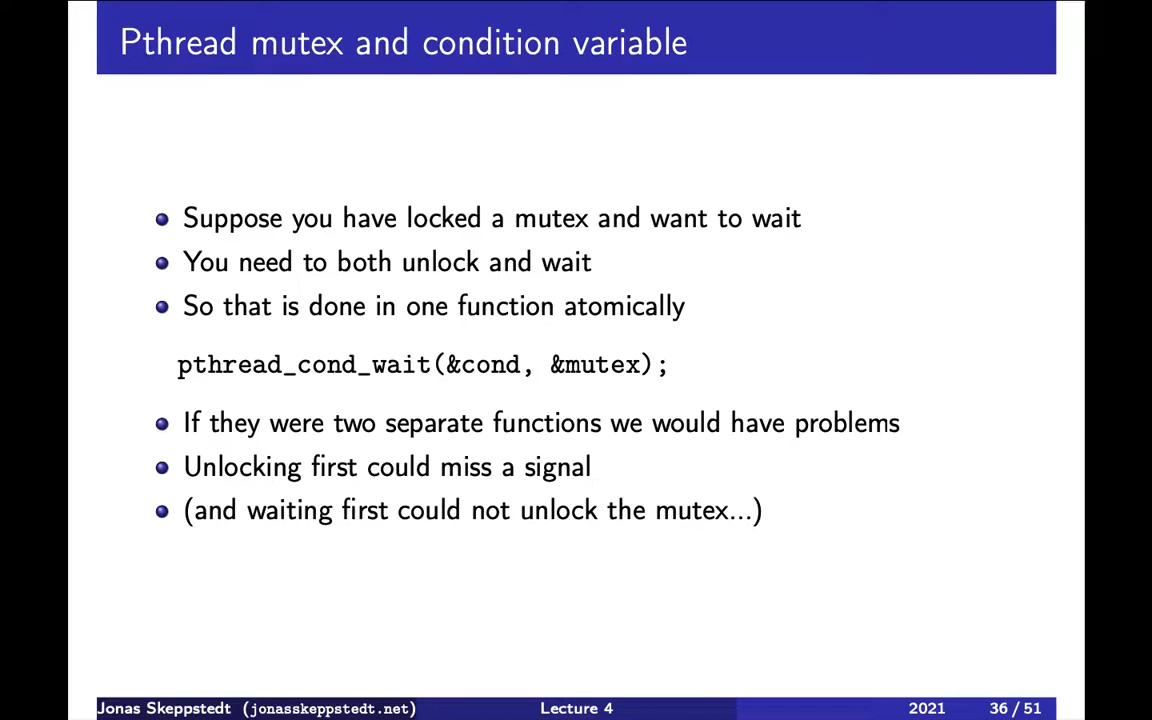 Pthread mutex and condition variable
Suppose you have locked a mutex and want to wait
You need to both unlock and wait
So that is done in one function atomically
pthread_cond_wait(&cond, &mutex);
If they were two separate functions we would have problems
Unlocking first could miss a signal
(and waiting first could not unlock the mutex...)
Jonas Skeppstedt (jonasskeppstedt.net) Lecture 4 2021 36 / 51